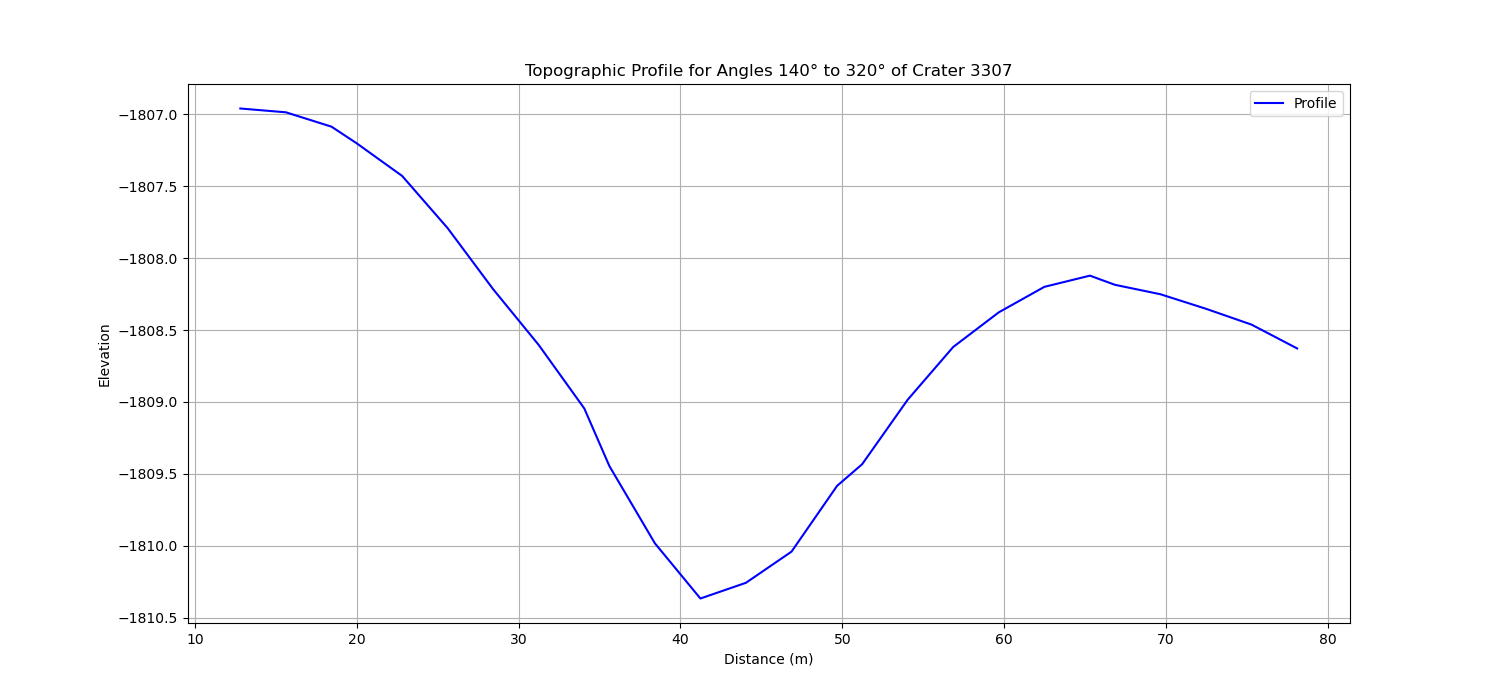 Topographic Profile for Angles 140° to 320° of Crater 3307
Profile
−1807.0
−1807.5
−1808.0
−1808.5
−1809.0
−1809.5
−1810.0
−1810.5
Elevation
10 20 30 40 50 60 70 80
Distance (m)